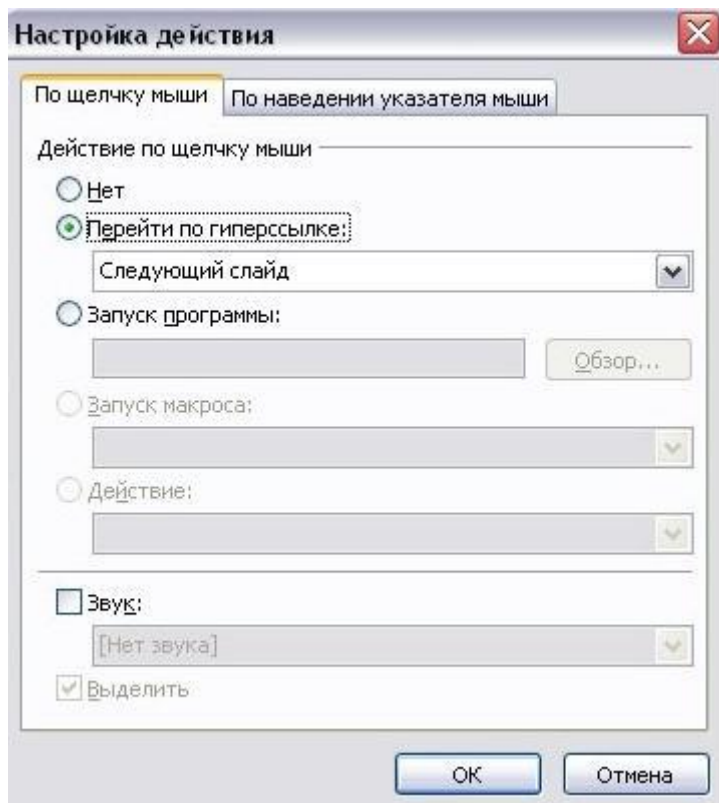 Настройка действия
По щелчку мыши По наведении указателя мыши
Действие по щелчку мыши
Нет
Перейти по гиперссылке:
Следующий слайд
Запуск программы:
Обзор...
Запуск макроса:
Действие:
Звук:
[Нет звука]
Выделить
ОК Отмена